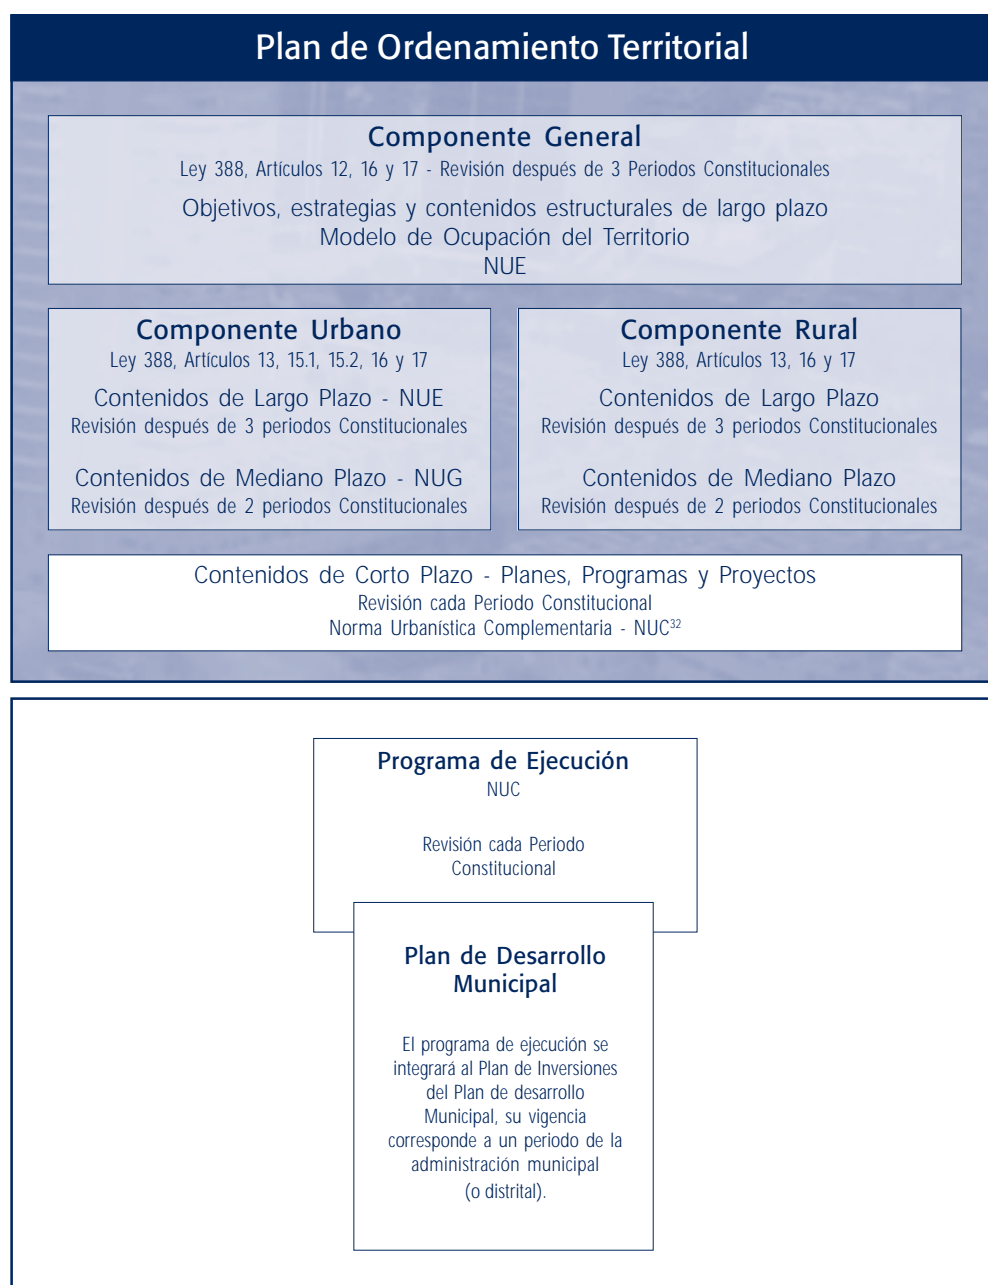 Plan de Ordenamiento Territorial
Componente General
Ley 388, Artículos 12, 16 y 17 - Revisión después de 3 Periodos Constitucionales
Objetivos, estrategias y contenidos estructurales de largo plazo
Modelo de Ocupación del Territorio
NUE
Componente Urbano
Ley 388, Artículos 13, 15.1, 15.2, 16 y 17
Contenidos de Largo Plazo - NUE
Revisión después de 3 periodos Constitucionales
Contenidos de Mediano Plazo - NUG
Revisión después de 2 periodos Constitucionales
Componente Rural
Ley 388, Artículos 13, 16 y 17
Contenidos de Largo Plazo
Revisión después de 3 periodos Constitucionales
Contenidos de Mediano Plazo
Revisión después de 2 periodos Constitucionales
Contenidos de Corto Plazo - Planes, Programas y Proyectos
Revisión cada Periodo Constitucional
Norma Urbanística Complementaria - NUC³²
Programa de Ejecución
NUC
Revisión cada Periodo
Constitucional
Plan de Desarrollo
Municipal
El programa de ejecución se
integrará al Plan de Inversiones
del Plan de desarrollo
Municipal, su vigencia
corresponde a un periodo de la
administración municipal
(o distrital).